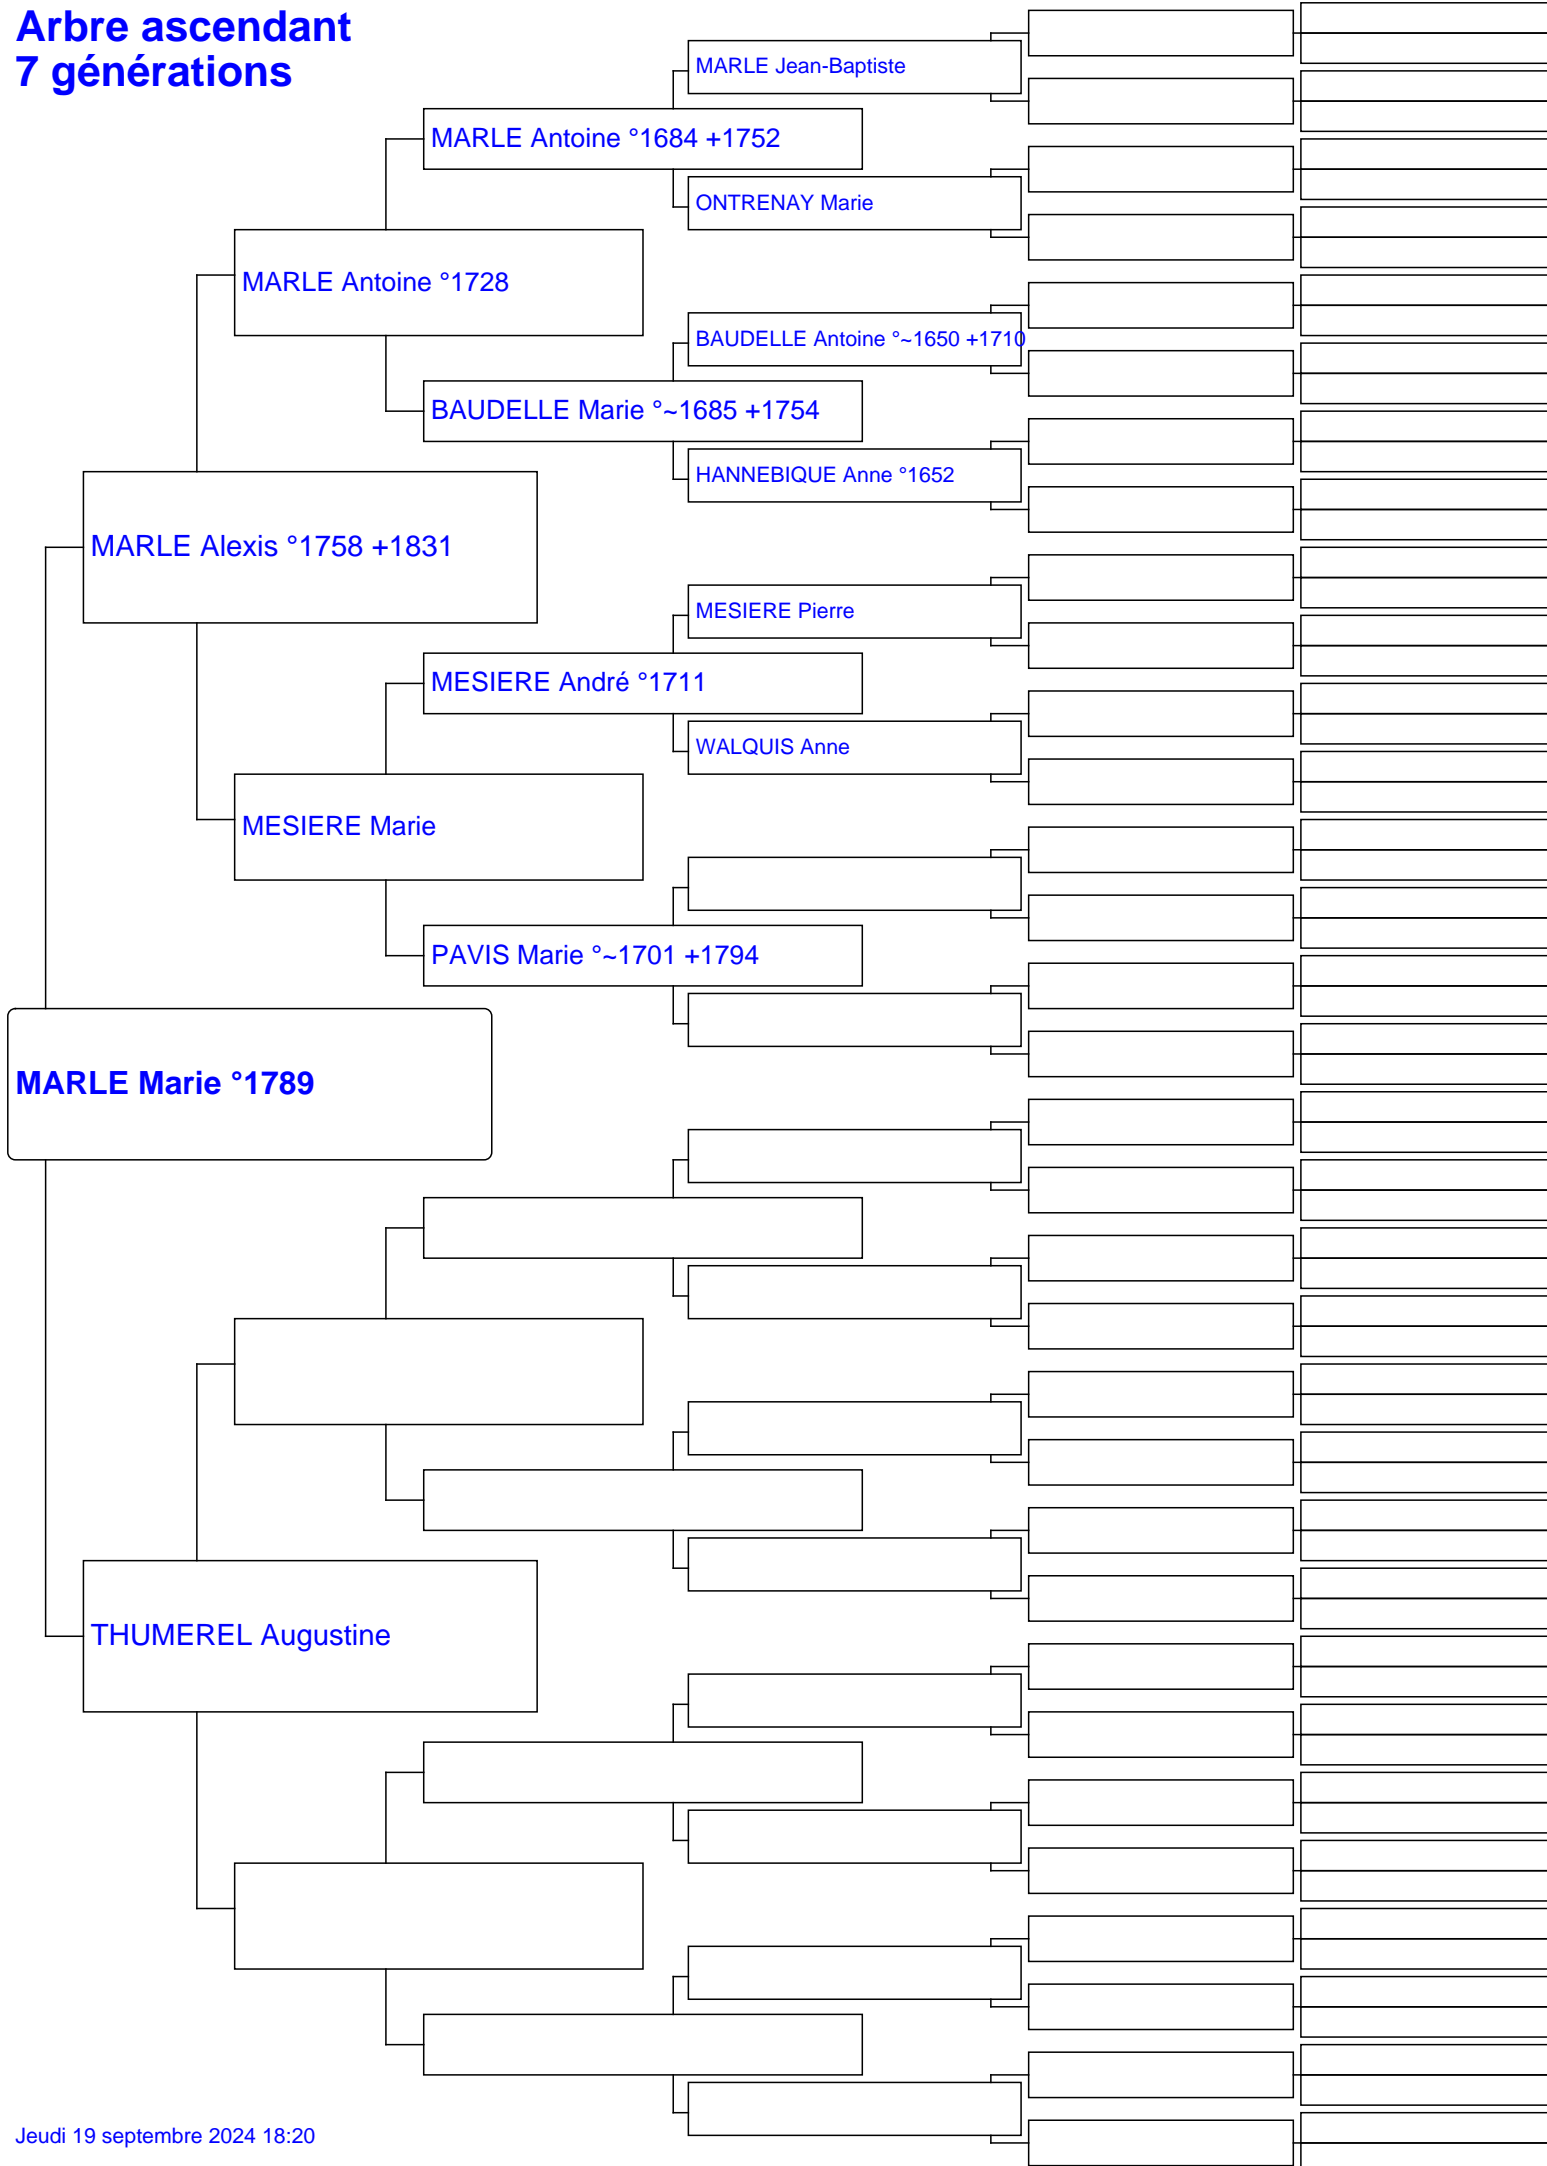 Arbre ascendant
7 générations
MARLE Jean-Baptiste
MARLE Antoine °1684 +1752
ONTRENAY Marie
MARLE Antoine °1728
BAUDELLE Antoine °~1650 +1710
BAUDELLE Marie °~1685 +1754
HANNEBIQUE Anne °1652
MARLE Alexis °1758 +1831
MESIERE Pierre
MESIERE André °1711
WALQUIS Anne
MESIERE Marie
PAVIS Marie °~1701 +1794
MARLE Marie °1789
THUMEREL Augustine
Jeudi 19 septembre 2024 18:20